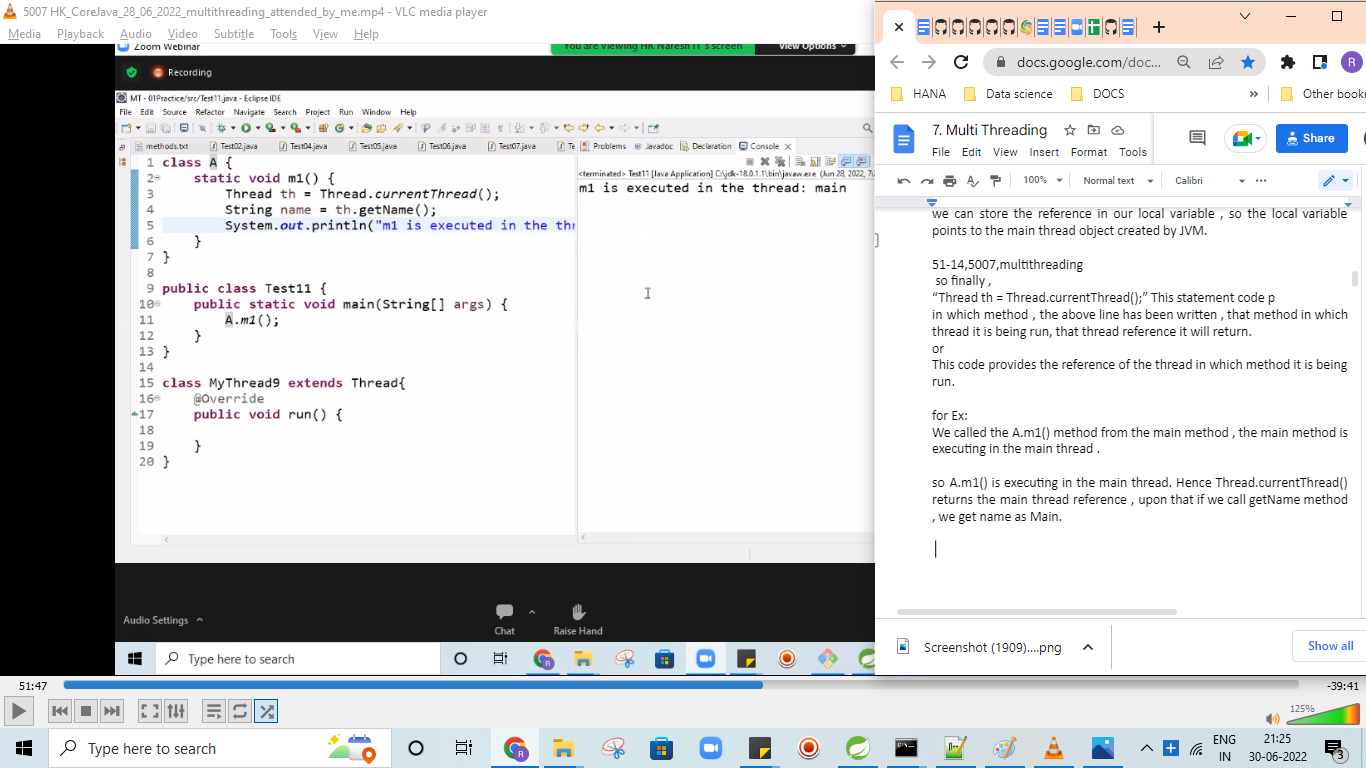 5007 HK_CoreJava_28_06_2022_multithreading_attended_by_me.mp4 - VLC media player
Media Playback Audio Video Subtitle Tools View Help
Zoom Webinar
You are viewing HK Naresh IT's screen
View Options
Recording
MT - 01Practice/src/Test11.java - Eclipse IDE
File Edit Source Refactor Navigate Search Project Run Window Help
methods.txt Test02.java Test04.java Test05.java Test06.java Test07.java Te
Problems Javadoc Declaration Console
<terminated> Test11 [Java Application] C:\jdk-18.0.1.1\bin\javaw.exe (Jun 28, 2022, 7:
m1 is executed in the thread: main
1 class A {
2 static void m1() {
3 Thread th = Thread.currentThread();
4 String name = th.getName();
5 System.out.println("m1 is executed in the thr
6 }
7 }
8
9 public class Test11 {
10 public static void main(String[] args) {
11 A.m1();
12 }
13 }
14
15 class MyThread9 extends Thread{
16 @Override
17 public void run() {
18
19 }
20 }
Audio Settings
Chat
Raise Hand
Type here to search
51:47
-39:41
125%
docs.google.com/doc...
R
HANA Data science DOCS » Other bookr
7. Multi Threading
Share
File Edit View Insert Format Tools
100% Normal text Calibri
we can store the reference in our local variable , so the local variable
points to the main thread object created by JVM.
51-14,5007,multithreading
so finally ,
“Thread th = Thread.currentThread();” This statement code p
in which method , the above line has been written , that method in which
thread it is being run, that thread reference it will return.
or
This code provides the reference of the thread in which method it is being
run.
for Ex:
We called the A.m1() method from the main method , the main method is
executing in the main thread .
so A.m1() is executing in the main thread. Hence Thread.currentThread()
returns the main thread reference , upon that if we call getName method
, we get name as Main.
Screenshot (1909)....png
Show all
Type here to search
ENG
IN
21:25
30-06-2022
3